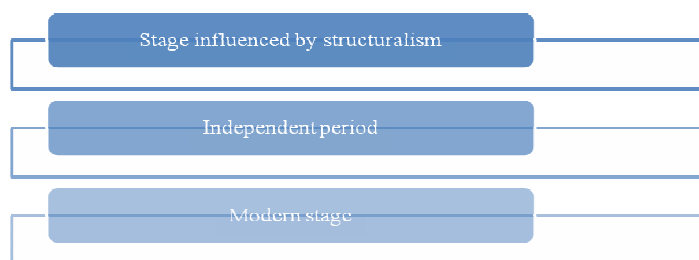 Stage influenced by structuralism
Independent period
Modern stage